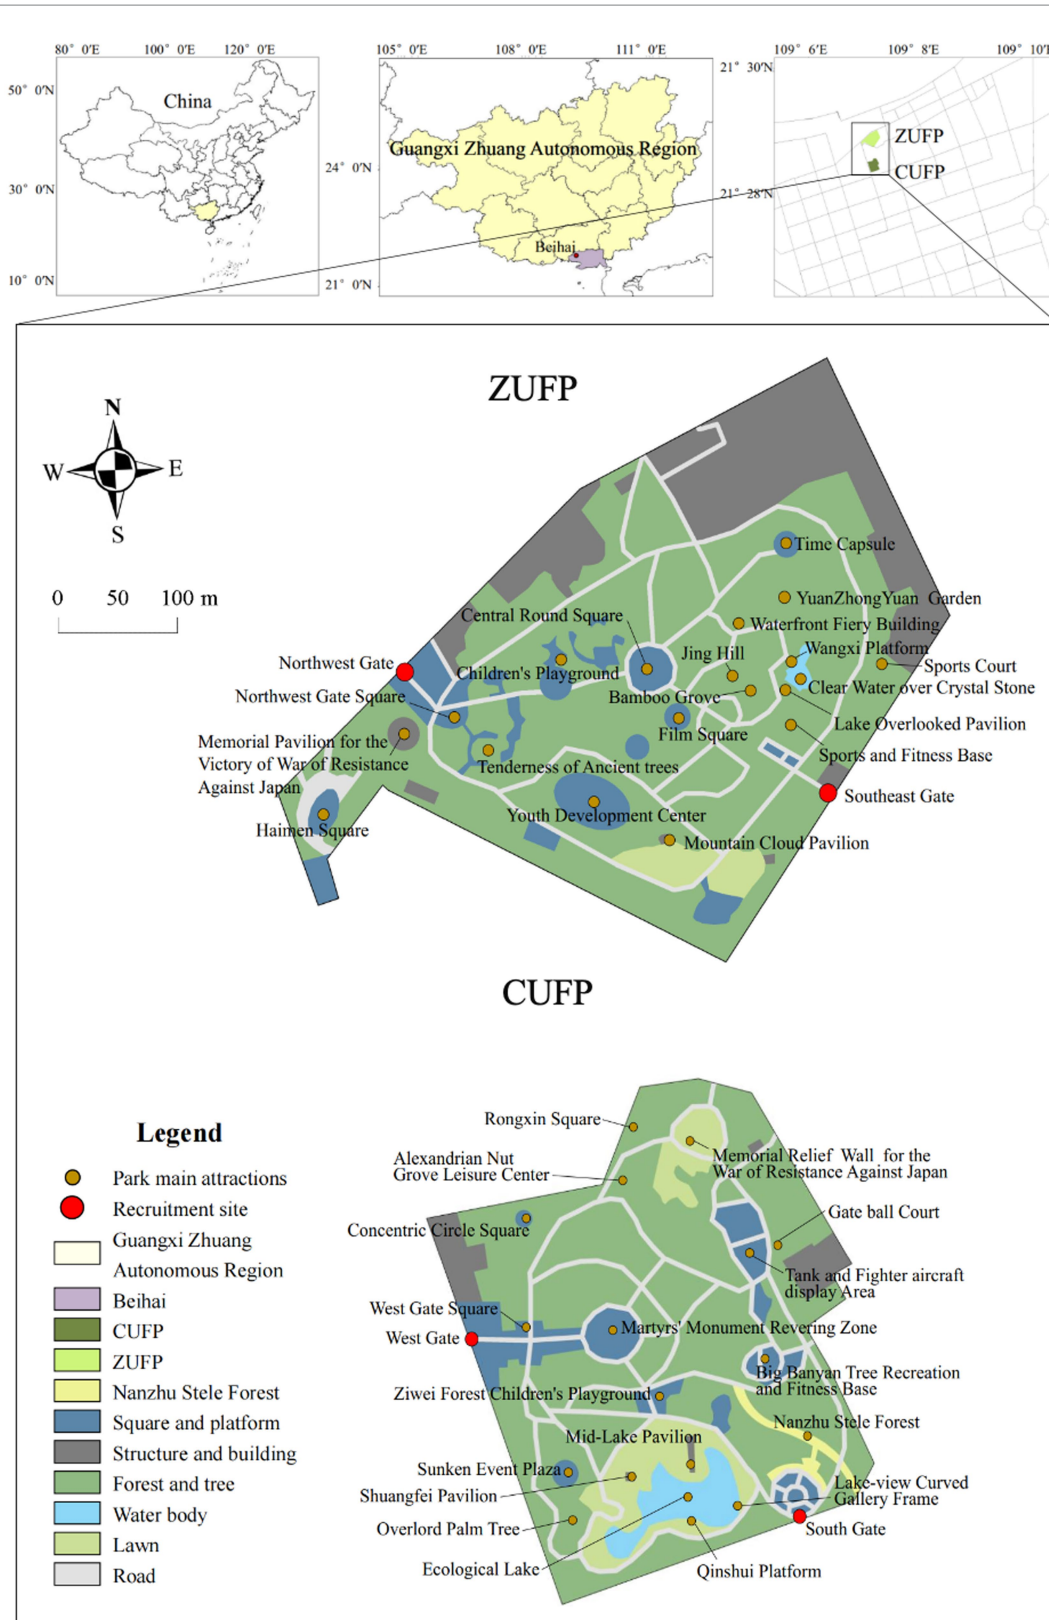 80° 0′E
100° 0′E
120° 0′E
50° 0′N
30° 0′N
10° 0′N
China
105° 0′E
108° 0′E
111° 0′E
24° 0′N
21° 0′N
Guangxi Zhuang Autonomous Region
Beihai
109° 6′E
109° 8′E
109° 10′E
21° 30′N
21° 28′N
ZUFP
CUFP
ZUFP
N
W
E
S
0
50
100 m
Time Capsule
YuanZhongYuan Garden
Central Round Square
Waterfront Fiery Building
Wangxi Platform
Jing Hill
Northwest Gate
Children's Playground
Sports Court
Bamboo Grove
Clear Water over Crystal Stone
Northwest Gate Square
Lake Overlooked Pavilion
Film Square
Memorial Pavilion for the
Victory of War of Resistance
Against Japan
Sports and Fitness Base
Tenderness of Ancient trees
Southeast Gate
Youth Development Center
Haimen Square
Mountain Cloud Pavilion
CUFP
Rongxin Square
Memorial Relief Wall for the
War of Resistance Against Japan
Alexandrian Nut
Grove Leisure Center
Gate ball Court
Concentric Circle Square
Tank and Fighter aircraft
display Area
West Gate Square
Martyrs' Monument Revering Zone
West Gate
Big Banyan Tree Recreation
and Fitness Base
Ziwei Forest Children's Playground
Nanzhu Stele Forest
Mid-Lake Pavilion
Sunken Event Plaza
Lake-view Curved
Gallery Frame
Shuangfei Pavilion
Overlord Palm Tree
South Gate
Ecological Lake
Qinshui Platform
Legend
Park main attractions
Recruitment site
Guangxi Zhuang
Autonomous Region
Beihai
CUFP
ZUFP
Nanzhu Stele Forest
Square and platform
Structure and building
Forest and tree
Water body
Lawn
Road